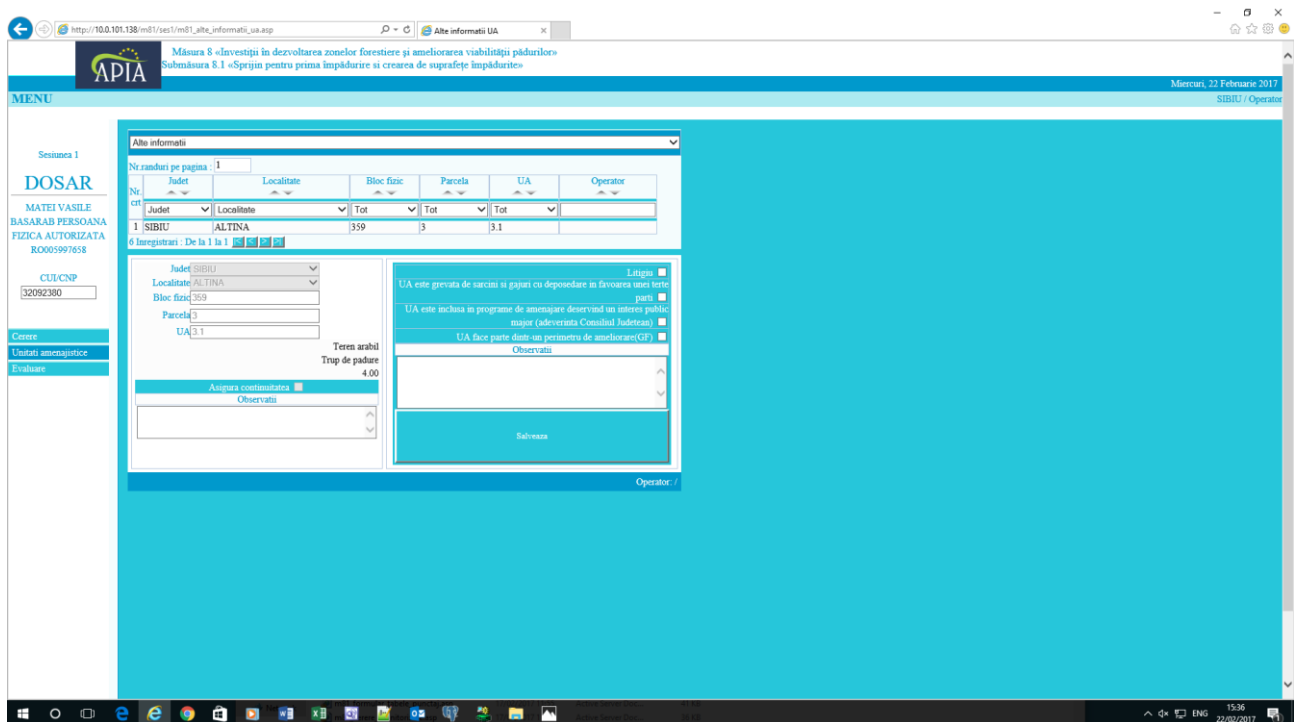 http://10.0.101.138/m81/ses1/m81_alte_informatii_ua.asp
Alte informatii UA
APIA
Măsura 8 «Investiții în dezvoltarea zonelor forestiere și ameliorarea viabilității pădurilor»
Submăsura 8.1 «Sprijin pentru prima împădurire si crearea de suprafețe împădurite»
Miercuri, 22 Februarie 2017
MENU
SIBIU / Operator
Sesiunea 1
DOSAR
MATEI VASILE
BASARAB PERSOANA
FIZICA AUTORIZATA
RO005997658
CUI/CNP
32092380
Cerere
Unitati amenajistice
Evaluare
Alte informatii
Nr.randuri pe pagina : 1
Nr. crt Judet Localitate Bloc fizic Parcela UA Operator
Judet Localitate Tot Tot Tot
1 SIBIU ALTINA 359 3 3.1
6 Inregistrari : De la 1 la 1 |< < > >|
Judet SIBIU
Localitate ALTINA
Bloc fizic 359
Parcela 3
UA 3.1
Teren arabil
Trup de padure
4.00
Asigura continuitatea
Observatii
Litigiu
UA este grevata de sarcini si gajuri cu deposedare in favoarea unei terte
parti
UA este inclusa in programe de amenajare deservind un interes public
major (adeverinta Consiliul Judetean)
UA face parte dintr-un perimetru de ameliorare(GF)
Observatii
Salveaza
Operator: /
ENG
15:36
22/02/2017